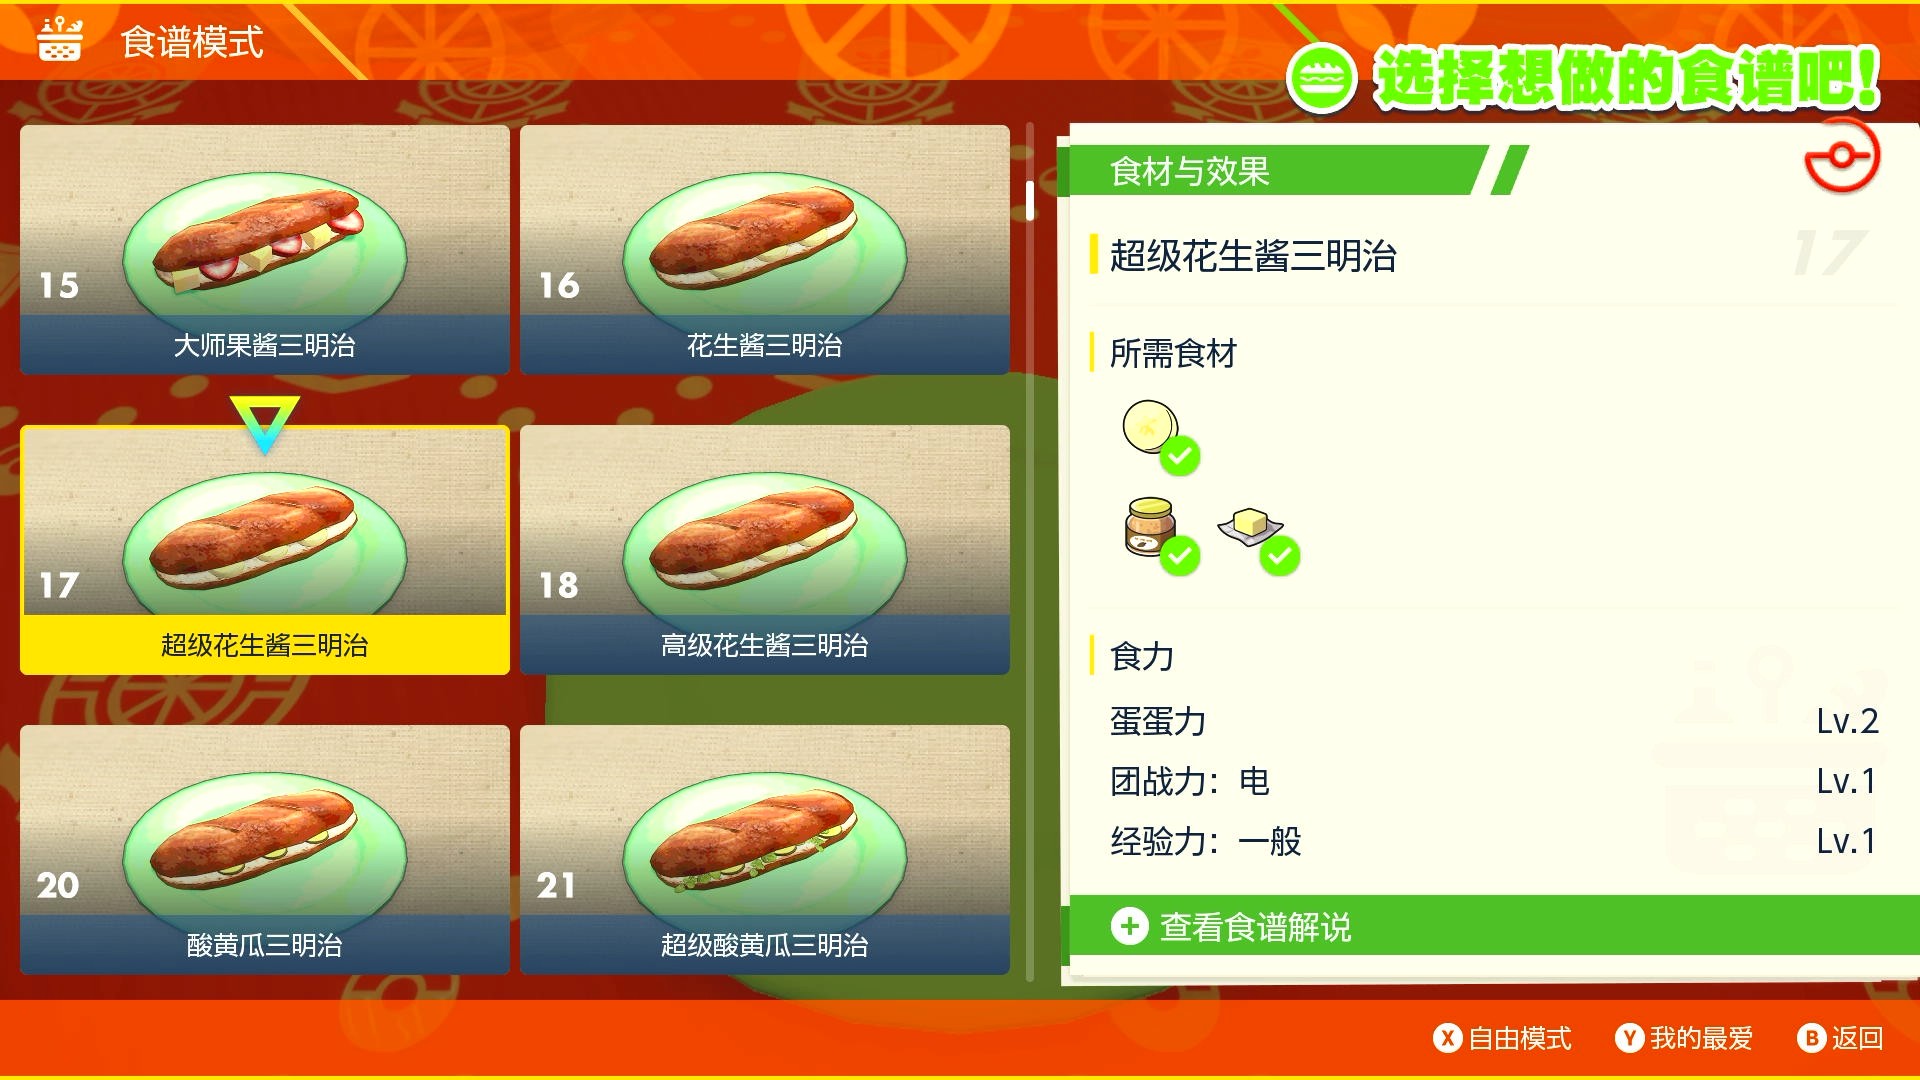 食谱模式
选择想做的食谱吧！
15
大师果酱三明治
16
花生酱三明治
17
超级花生酱三明治
18
高级花生酱三明治
20
酸黄瓜三明治
21
超级酸黄瓜三明治
食材与效果
超级花生酱三明治
17
所需食材
食力
蛋蛋力 Lv.2
团战力：电 Lv.1
经验力：一般 Lv.1
查看食谱解说
X自由模式 Y我的最爱 B返回